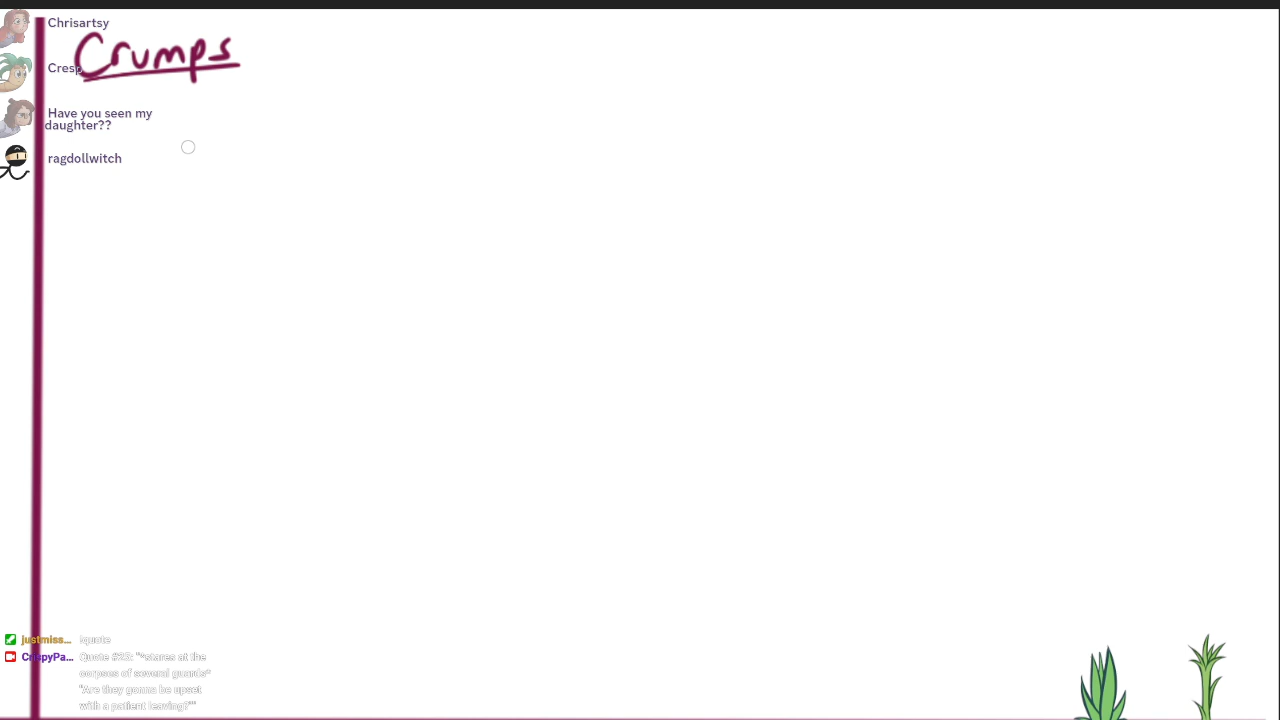 Chrisartsy
Crumps
Cresp
Have you seen my
daughter??
ragdollwitch
justmiss... !quote
CrispyPa... Quote #23: "*stares at the
corpses of several guards*
"Are they gonna be upset
with a patient leaving?""